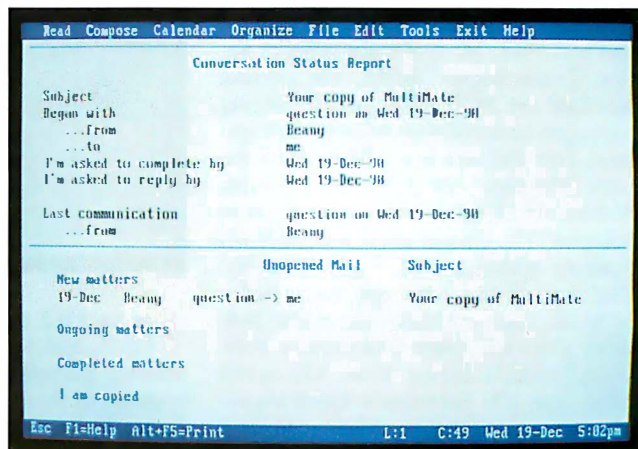 Read Compose Calendar Organize File Edit Tools Exit Help
Conversation Status Report
Subject Your copy of MultiMate
Began with question on Wed 19-Dec-90
...from Beany
...to me
I'm asked to complete by Wed 19-Dec-90
I'm asked to reply by Wed 19-Dec-90
Last communication question on Wed 19-Dec-90
...from Beany
Unopened Mail Subject
New matters
19-Dec Beany question -> me Your copy of MultiMate
Ongoing matters
Completed matters
I am copied
Esc F1=Help Alt+F5=Print L:1 C:49 Wed 19-Dec 5:02pm